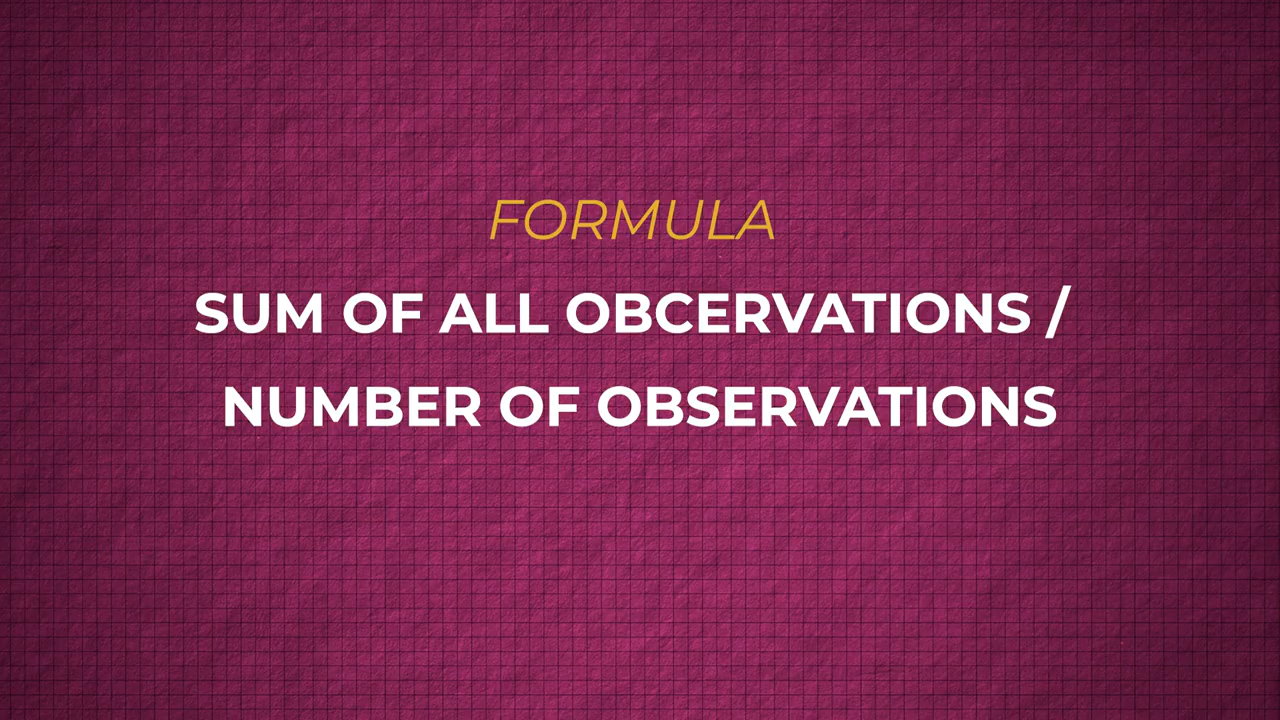 FORMULA
SUM OF ALL OBCERVATIONS /
NUMBER OF OBSERVATIONS